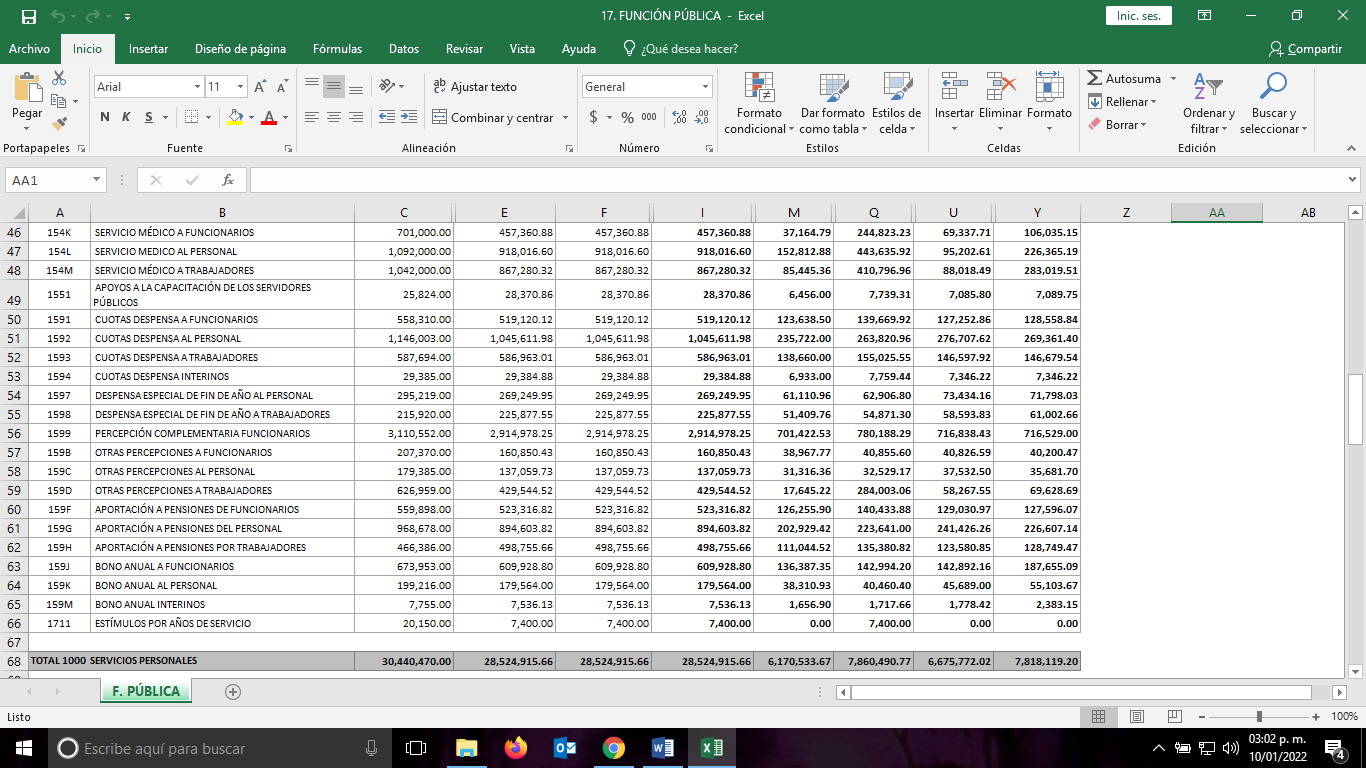 17. FUNCIÓN PÚBLICA - Excel
Inic. ses.
Archivo Inicio Insertar Diseño de página Fórmulas Datos Revisar Vista Ayuda ¿Qué desea hacer? Compartir
Pegar
Arial 11
N K S
Ajustar texto
Combinar y centrar
General
$ % 000
Formato condicional
Dar formato como tabla
Estilos de celda
Insertar Eliminar Formato
Autosuma
Rellenar
Borrar
Ordenar y filtrar
Buscar y seleccionar
Portapapeles Fuente Alineación Número Estilos Celdas Edición
AA1 fx
A B C E F I M Q U Y Z AA AB
46 154K SERVICIO MÉDICO A FUNCIONARIOS 701,000.00 457,360.88 457,360.88 457,360.88 37,164.79 244,823.23 69,337.71 106,035.15
47 154L SERVICIO MEDICO AL PERSONAL 1,092,000.00 918,016.60 918,016.60 918,016.60 152,812.88 443,635.92 95,202.61 226,365.19
48 154M SERVICIO MÉDICO A TRABAJADORES 1,042,000.00 867,280.32 867,280.32 867,280.32 85,445.36 410,796.96 88,018.49 283,019.51
49 1551 APOYOS A LA CAPACITACIÓN DE LOS SERVIDORES PÚBLICOS 25,824.00 28,370.86 28,370.86 28,370.86 6,456.00 7,739.31 7,085.80 7,089.75
50 1591 CUOTAS DESPENSA A FUNCIONARIOS 558,310.00 519,120.12 519,120.12 519,120.12 123,638.50 139,669.92 127,252.86 128,558.84
51 1592 CUOTAS DESPENSA AL PERSONAL 1,146,003.00 1,045,611.98 1,045,611.98 1,045,611.98 235,722.00 263,820.96 276,707.62 269,361.40
52 1593 CUOTAS DESPENSA A TRABAJADORES 587,694.00 586,963.01 586,963.01 586,963.01 138,660.00 155,025.55 146,597.92 146,679.54
53 1594 CUOTAS DESPENSA INTERINOS 29,385.00 29,384.88 29,384.88 29,384.88 6,933.00 7,759.44 7,346.22 7,346.22
54 1597 DESPENSA ESPECIAL DE FIN DE AÑO AL PERSONAL 295,219.00 269,249.95 269,249.95 269,249.95 61,110.96 62,906.80 73,434.16 71,798.03
55 1598 DESPENSA ESPECIAL DE FIN DE AÑO A TRABAJADORES 215,920.00 225,877.55 225,877.55 225,877.55 51,409.76 54,871.30 58,593.83 61,002.66
56 1599 PERCEPCIÓN COMPLEMENTARIA FUNCIONARIOS 3,110,552.00 2,914,978.25 2,914,978.25 2,914,978.25 701,422.53 780,188.29 716,838.43 716,529.00
57 159B OTRAS PERCEPCIONES A FUNCIONARIOS 207,370.00 160,850.43 160,850.43 160,850.43 38,967.77 40,855.60 40,826.59 40,200.47
58 159C OTRAS PERCEPCIONES AL PERSONAL 179,385.00 137,059.73 137,059.73 137,059.73 31,316.36 32,529.17 37,532.50 35,681.70
59 159D OTRAS PERCEPCIONES A TRABAJADORES 626,959.00 429,544.52 429,544.52 429,544.52 17,645.22 284,003.06 58,267.55 69,628.69
60 159F APORTACIÓN A PENSIONES DE FUNCIONARIOS 559,898.00 523,316.82 523,316.82 523,316.82 126,255.90 140,433.88 129,030.97 127,596.07
61 159G APORTACIÓN A PENSIONES DEL PERSONAL 968,678.00 894,603.82 894,603.82 894,603.82 202,929.42 223,641.00 241,426.26 226,607.14
62 159H APORTACIÓN A PENSIONES POR TRABAJADORES 466,386.00 498,755.66 498,755.66 498,755.66 111,044.52 135,380.82 123,580.85 128,749.47
63 159J BONO ANUAL A FUNCIONARIOS 673,953.00 609,928.80 609,928.80 609,928.80 136,387.35 142,994.20 142,892.16 187,655.09
64 159K BONO ANUAL AL PERSONAL 199,216.00 179,564.00 179,564.00 179,564.00 38,310.93 40,460.40 45,689.00 55,103.67
65 159M BONO ANUAL INTERINOS 7,755.00 7,536.13 7,536.13 7,536.13 1,656.90 1,717.66 1,778.42 2,383.15
66 1711 ESTÍMULOS POR AÑOS DE SERVICIO 20,150.00 7,400.00 7,400.00 7,400.00 0.00 7,400.00 0.00 0.00
67
68 TOTAL 1000 SERVICIOS PERSONALES 30,440,470.00 28,524,915.66 28,524,915.66 28,524,915.66 6,170,533.67 7,860,490.77 6,675,772.02 7,818,119.20
F. PÚBLICA
Listo 100%
Escribe aquí para buscar
03:02 p. m.
10/01/2022
4